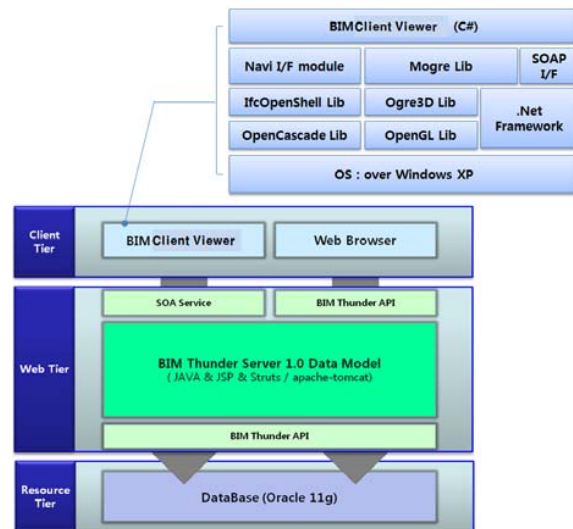 BIMClient Viewer (C#)
Navi I/F module
Mogre Lib
SOAP
I/F
IfcOpenShell Lib
Ogre3D Lib
.Net
Framework
OpenCascade Lib
OpenGL Lib
OS : over Windows XP
Client
Tier
BIMClient Viewer
Web Browser
SOA Service
BIM Thunder API
Web Tier
BIM Thunder Server 1.0 Data Model
( JAVA & JSP & Struts / apache-tomcat)
BIM Thunder API
Resource
Tier
DataBase (Oracle 11g)